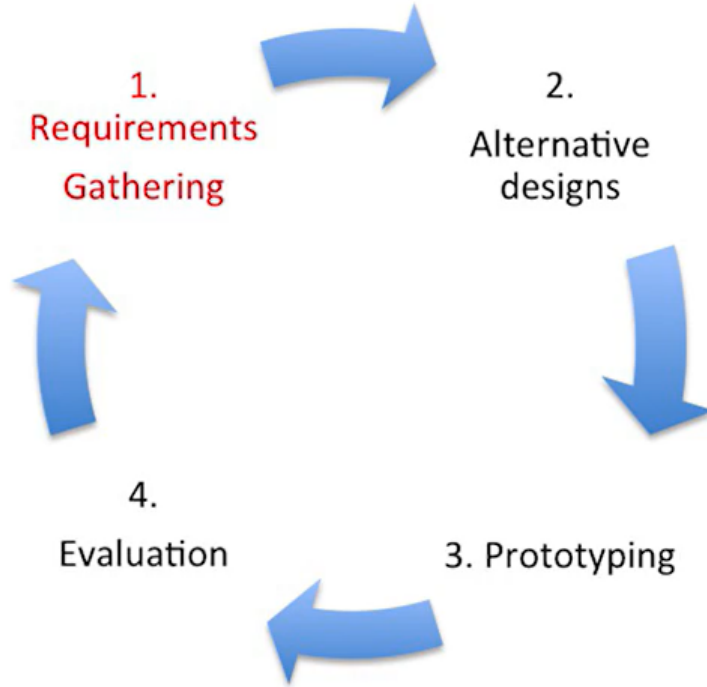 1.
Requirements
Gathering
2.
Alternative
designs
3. Prototyping
4.
Evaluation